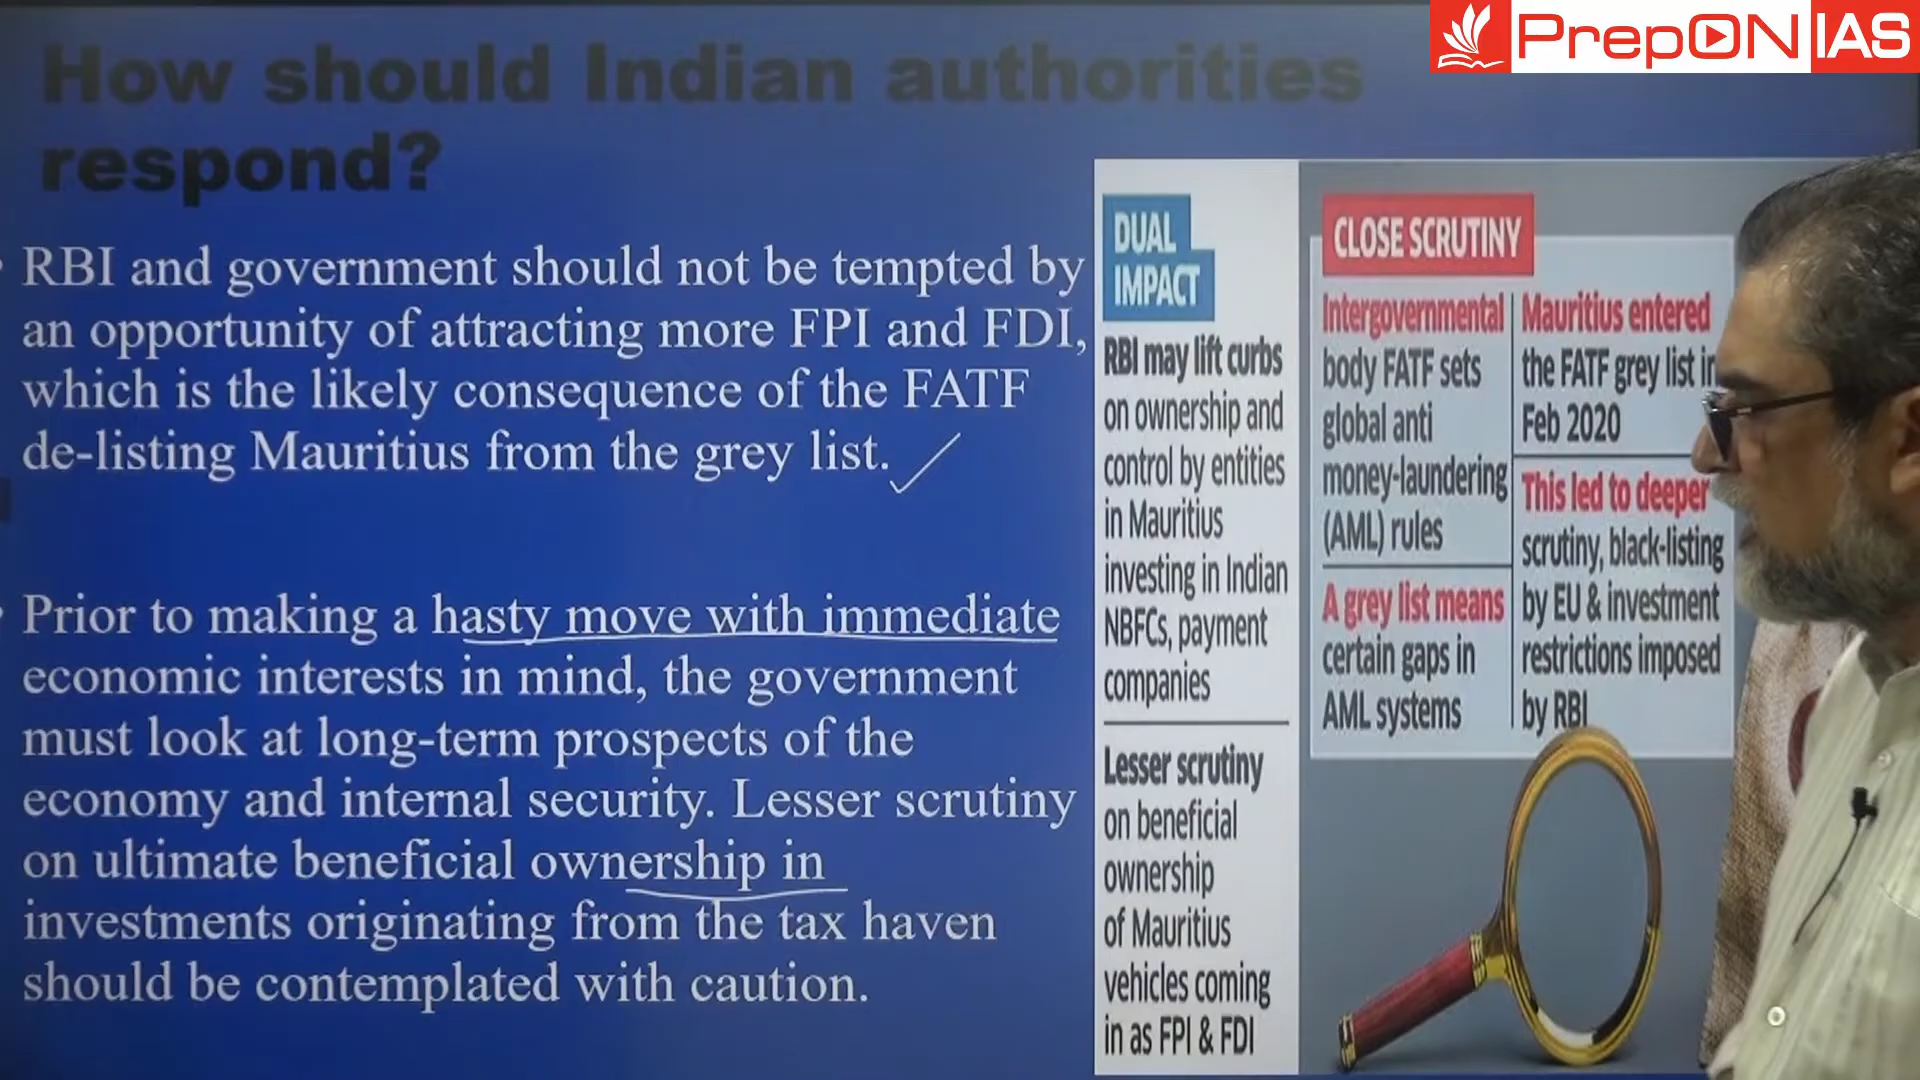 PrepON IAS
How should Indian authorities
respond?
RBI and government should not be tempted by
an opportunity of attracting more FPI and FDI,
which is the likely consequence of the FATF
de-listing Mauritius from the grey list.
Prior to making a hasty move with immediate
economic interests in mind, the government
must look at long-term prospects of the
economy and internal security. Lesser scrutiny
on ultimate beneficial ownership in
investments originating from the tax haven
should be contemplated with caution.
DUAL
IMPACT
RBI may lift curbs
on ownership and
control by entities
in Mauritius
investing in Indian
NBFCs, payment
companies
Lesser scrutiny
on beneficial
ownership
of Mauritius
vehicles coming
in as FPI & FDI
CLOSE SCRUTINY
Intergovernmental
body FATF sets
global anti
money-laundering
(AML) rules
A grey list means
certain gaps in
AML systems
Mauritius entered
the FATF grey list in
Feb 2020
This led to deeper
scrutiny, black-listing
by EU & investment
restrictions imposed
by RBI